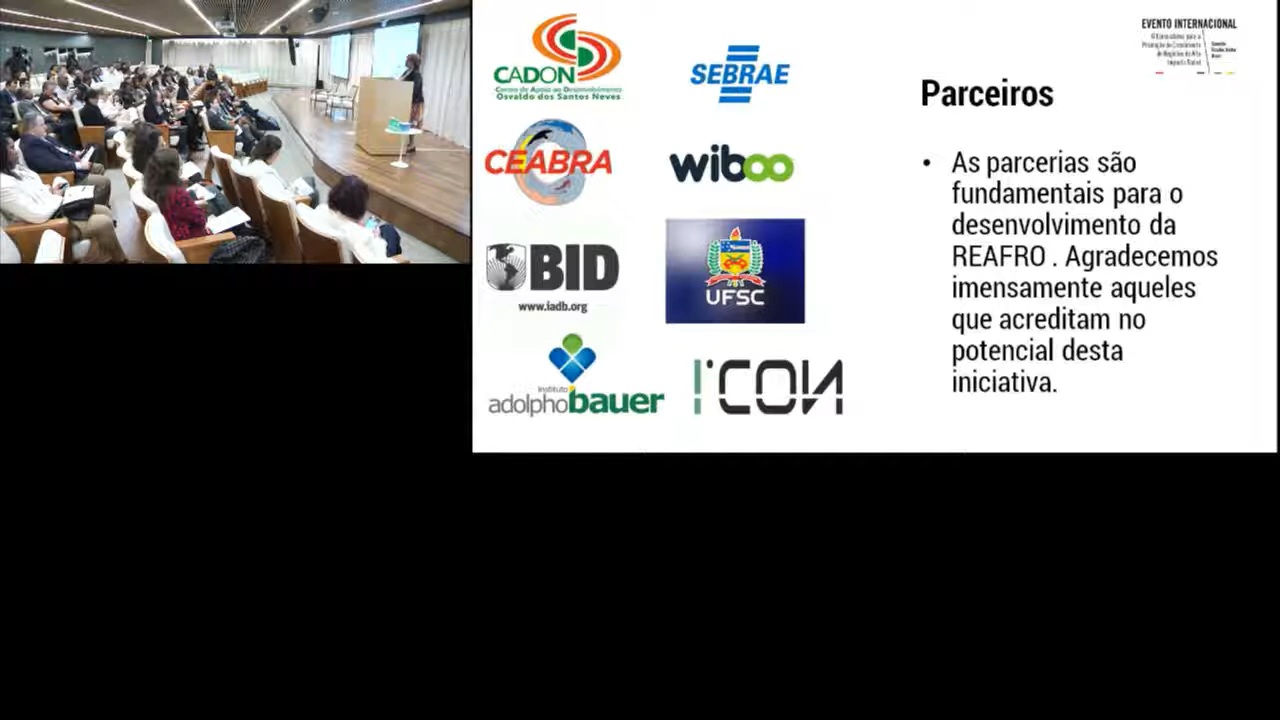 CADON
Centro de Apoio ao Desenvolvimento
Osvaldo dos Santos Neves
SEBRAE
CEABRA
wiboo
BID
www.iadb.org
UFSC
instituto
adolphobauer
I'CON
EVENTO INTERNACIONAL
Parceiros
• As parcerias são
fundamentais para o
desenvolvimento da
REAFRO . Agradecemos
imensamente aqueles
que acreditam no
potencial desta
iniciativa.